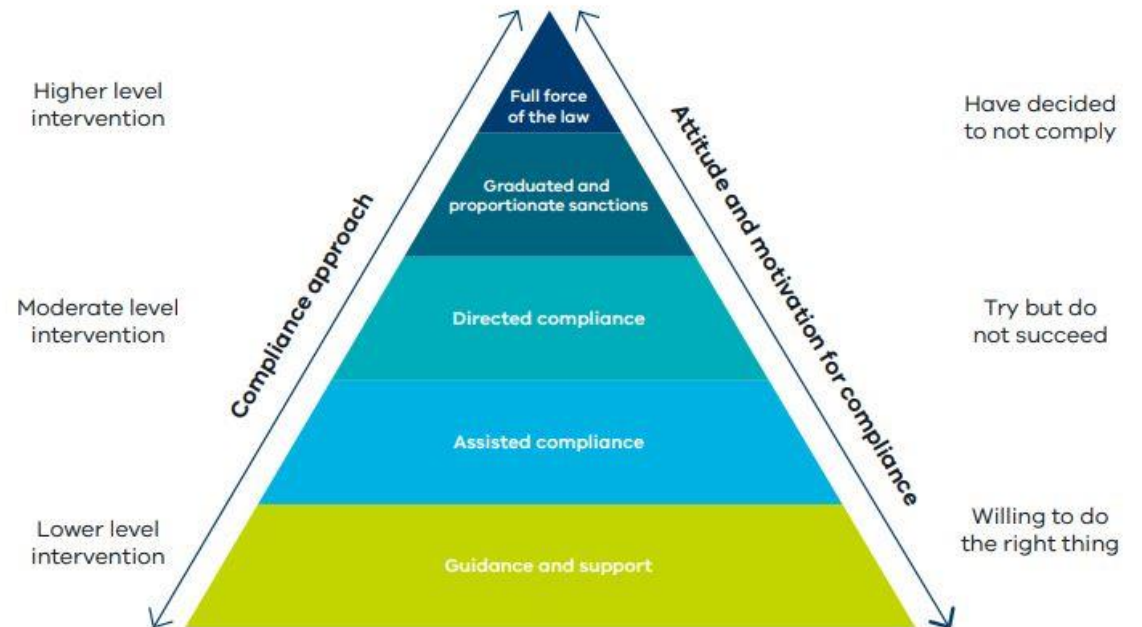 Higher level
intervention
Full force
of the law
Have decided
to not comply
Graduated and
proportionate sanctions
Compliance approach
Attitude and motivation for compliance
Moderate level
intervention
Directed compliance
Try but do
not succeed
Assisted compliance
Lower level
intervention
Guidance and support
Willing to do
the right thing